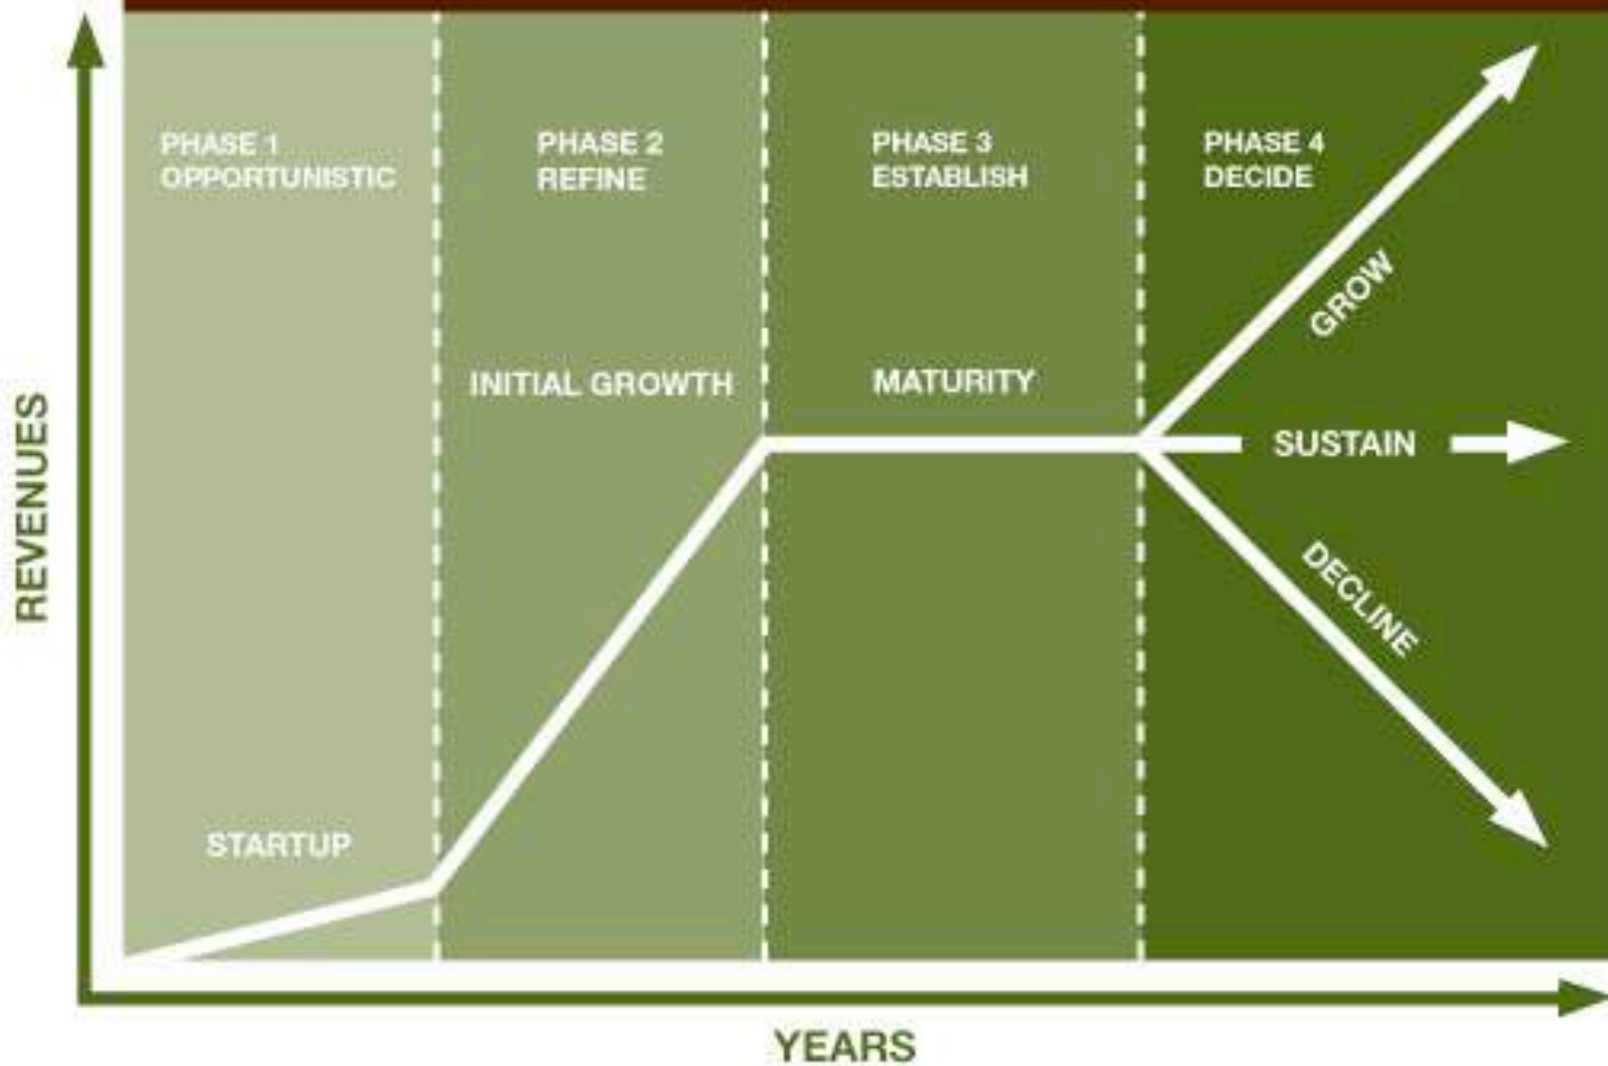 PHASE 1
OPPORTUNISTIC
PHASE 2
REFINE
PHASE 3
ESTABLISH
PHASE 4
DECIDE
GROW
INITIAL GROWTH
MATURITY
SUSTAIN
DECLINE
STARTUP
REVENUES
YEARS